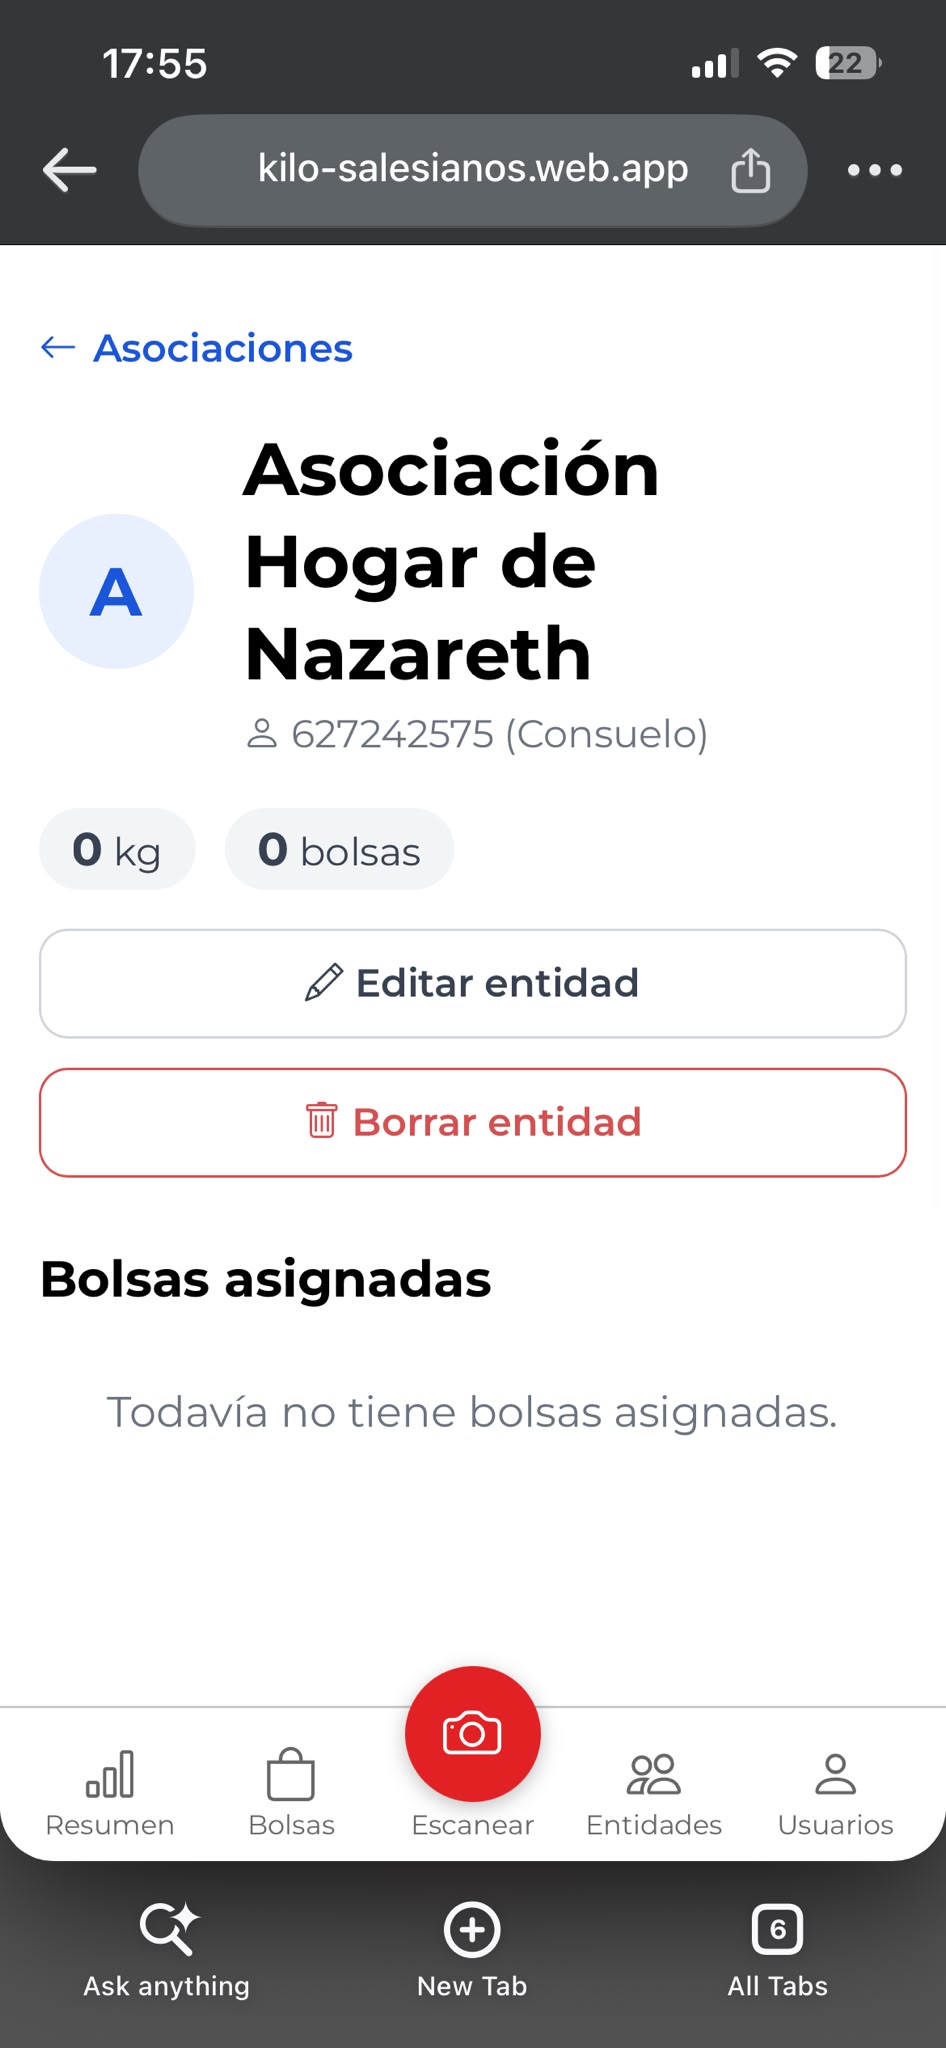 17:55
22
kilo-salesianos.web.app
Asociaciones
A
Asociación
Hogar de
Nazareth
627242575 (Consuelo)
0 kg
0 bolsas
Editar entidad
Borrar entidad
Bolsas asignadas
Todavía no tiene bolsas asignadas.
Resumen
Bolsas
Escanear
Entidades
Usuarios
6
Ask anything
New Tab
All Tabs